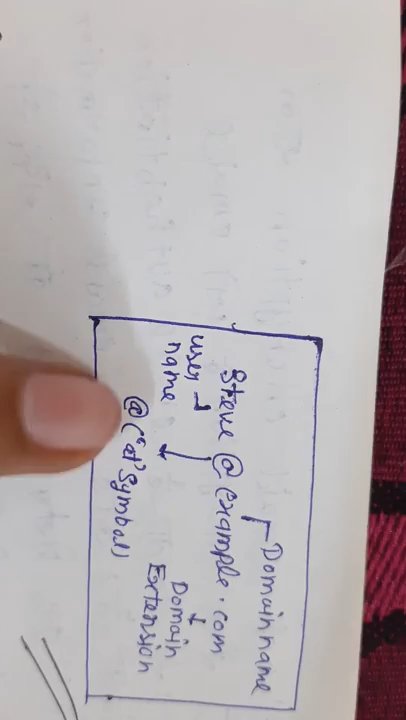 Domain name
Steve @ example.com
user name
Domain Extension
@("at" Symbol)